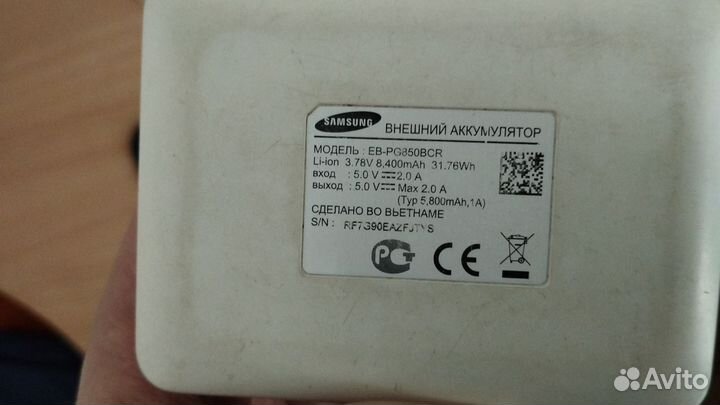 SAMSUNG ВНЕШНИЙ АККУМУЛЯТОР
МОДЕЛЬ : EB-PG850BCR
Li-ion 3.78V 8,400mAh 31.76Wh
вход : 5.0 V 2.0 A
выход : 5.0 V Max 2.0 A
(Typ 5,800mAh,1A)
СДЕЛАНО ВО ВЬЕТНАМЕ
S/N :
РСТ CE
Avito